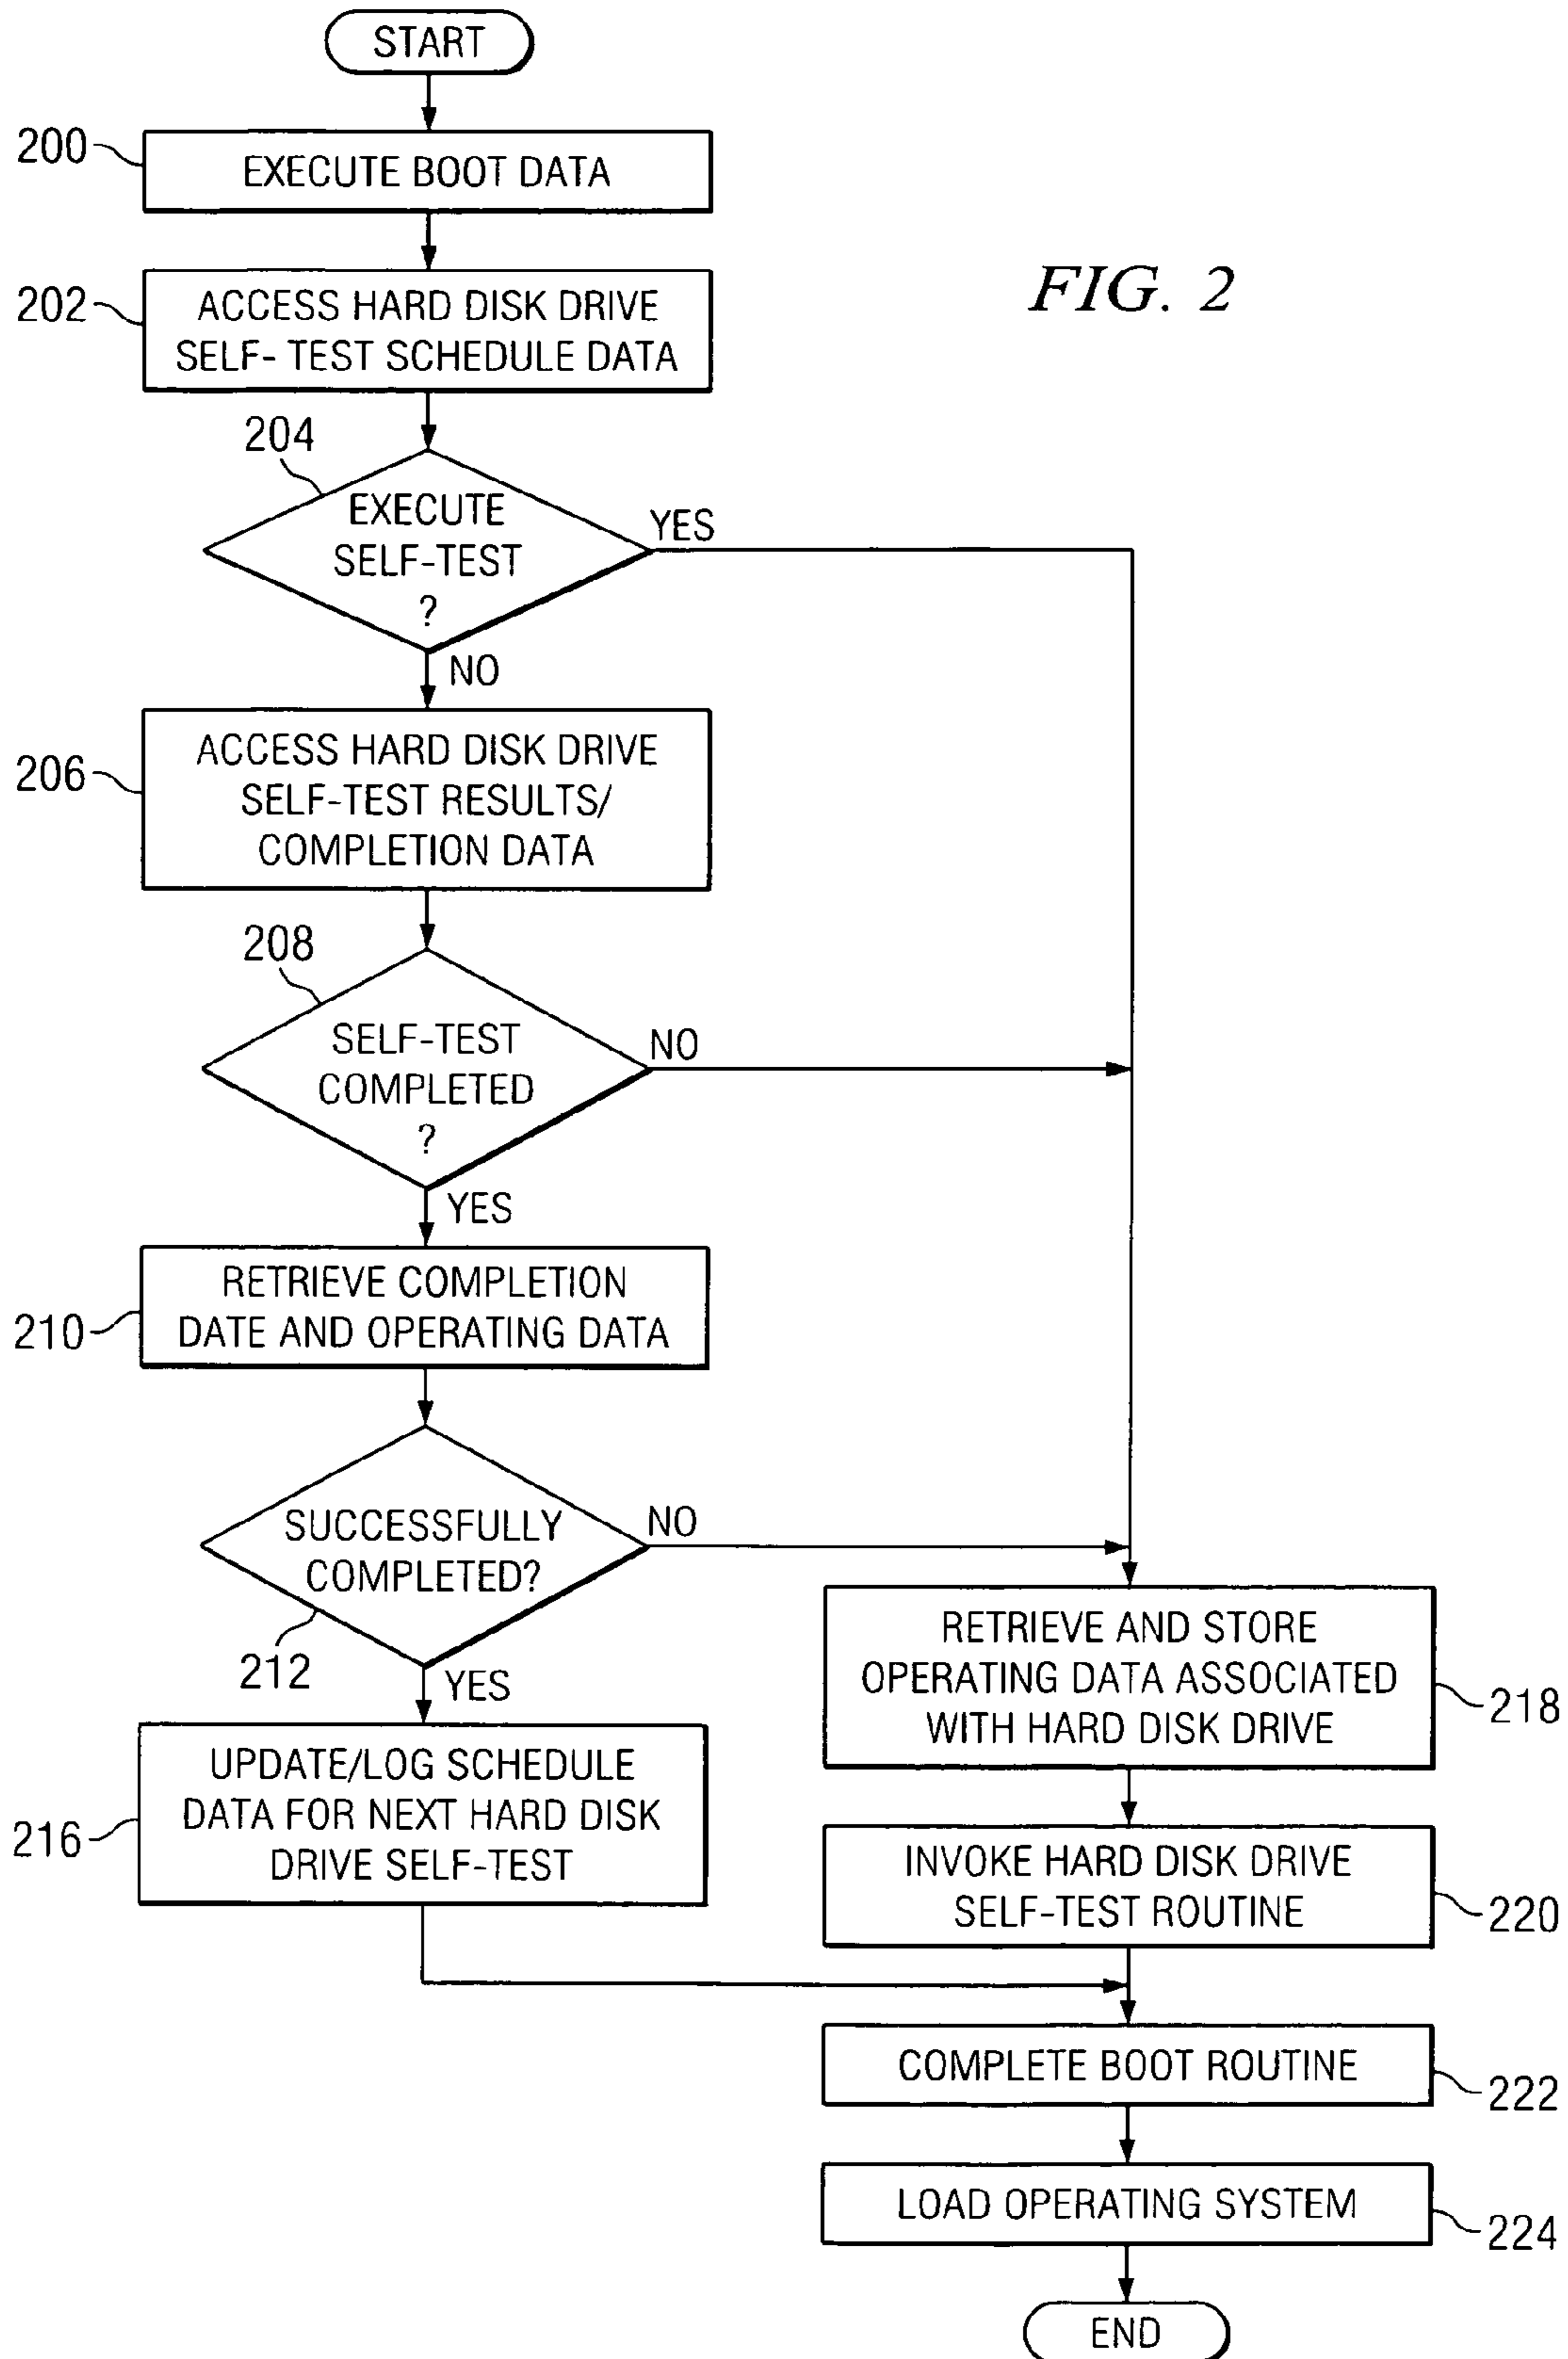 START
200
EXECUTE BOOT DATA
FIG. 2
202
ACCESS HARD DISK DRIVE
SELF- TEST SCHEDULE DATA
204
EXECUTE
SELF-TEST
?
YES
NO
206
ACCESS HARD DISK DRIVE
SELF-TEST RESULTS/
COMPLETION DATA
208
SELF-TEST
COMPLETED
?
NO
YES
210
RETRIEVE COMPLETION
DATE AND OPERATING DATA
SUCCESSFULLY
COMPLETED?
NO
212
YES
216
UPDATE/LOG SCHEDULE
DATA FOR NEXT HARD DISK
DRIVE SELF-TEST
RETRIEVE AND STORE
OPERATING DATA ASSOCIATED
WITH HARD DISK DRIVE
218
INVOKE HARD DISK DRIVE
SELF-TEST ROUTINE
220
COMPLETE BOOT ROUTINE
222
LOAD OPERATING SYSTEM
224
END